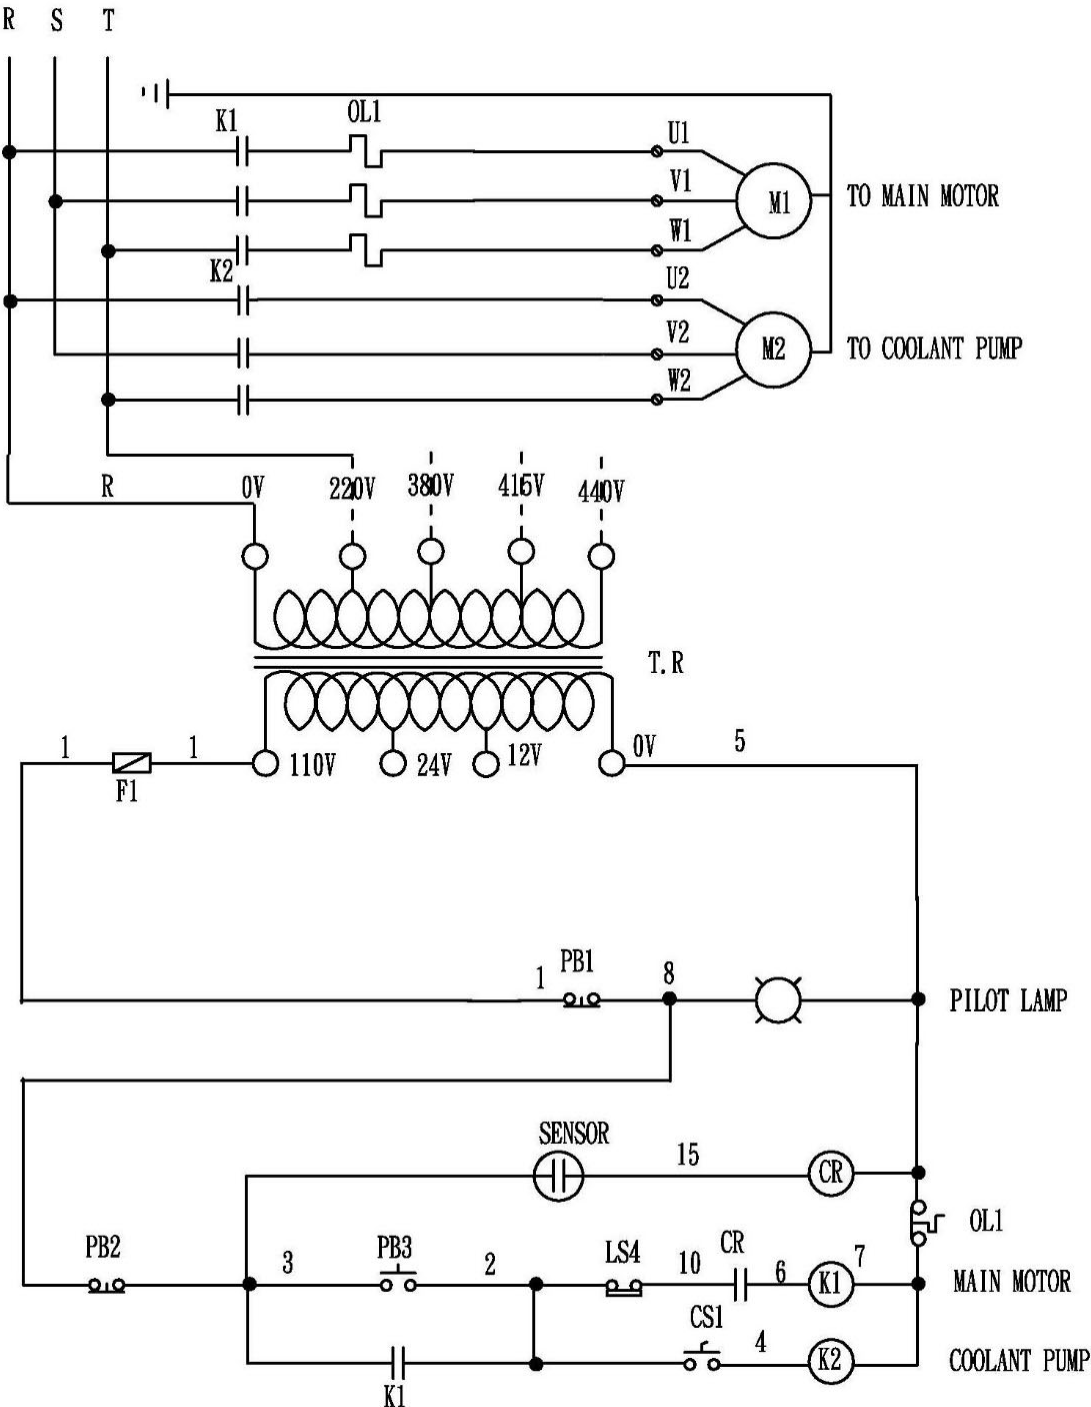 R S T
K1 OL1 U1
V1 M1 TO MAIN MOTOR
W1
K2 U2
V2 M2 TO COOLANT PUMP
W2
R 0V 220V 380V 415V 440V
T.R
1 1 110V 24V 12V 0V 5
F1
1 PB1 8
PILOT LAMP
SENSOR 15
CR
OL1
PB2 3 PB3 2 LS4 10 CR 6 K1 7 MAIN MOTOR
CS1
4 K2 COOLANT PUMP
K1